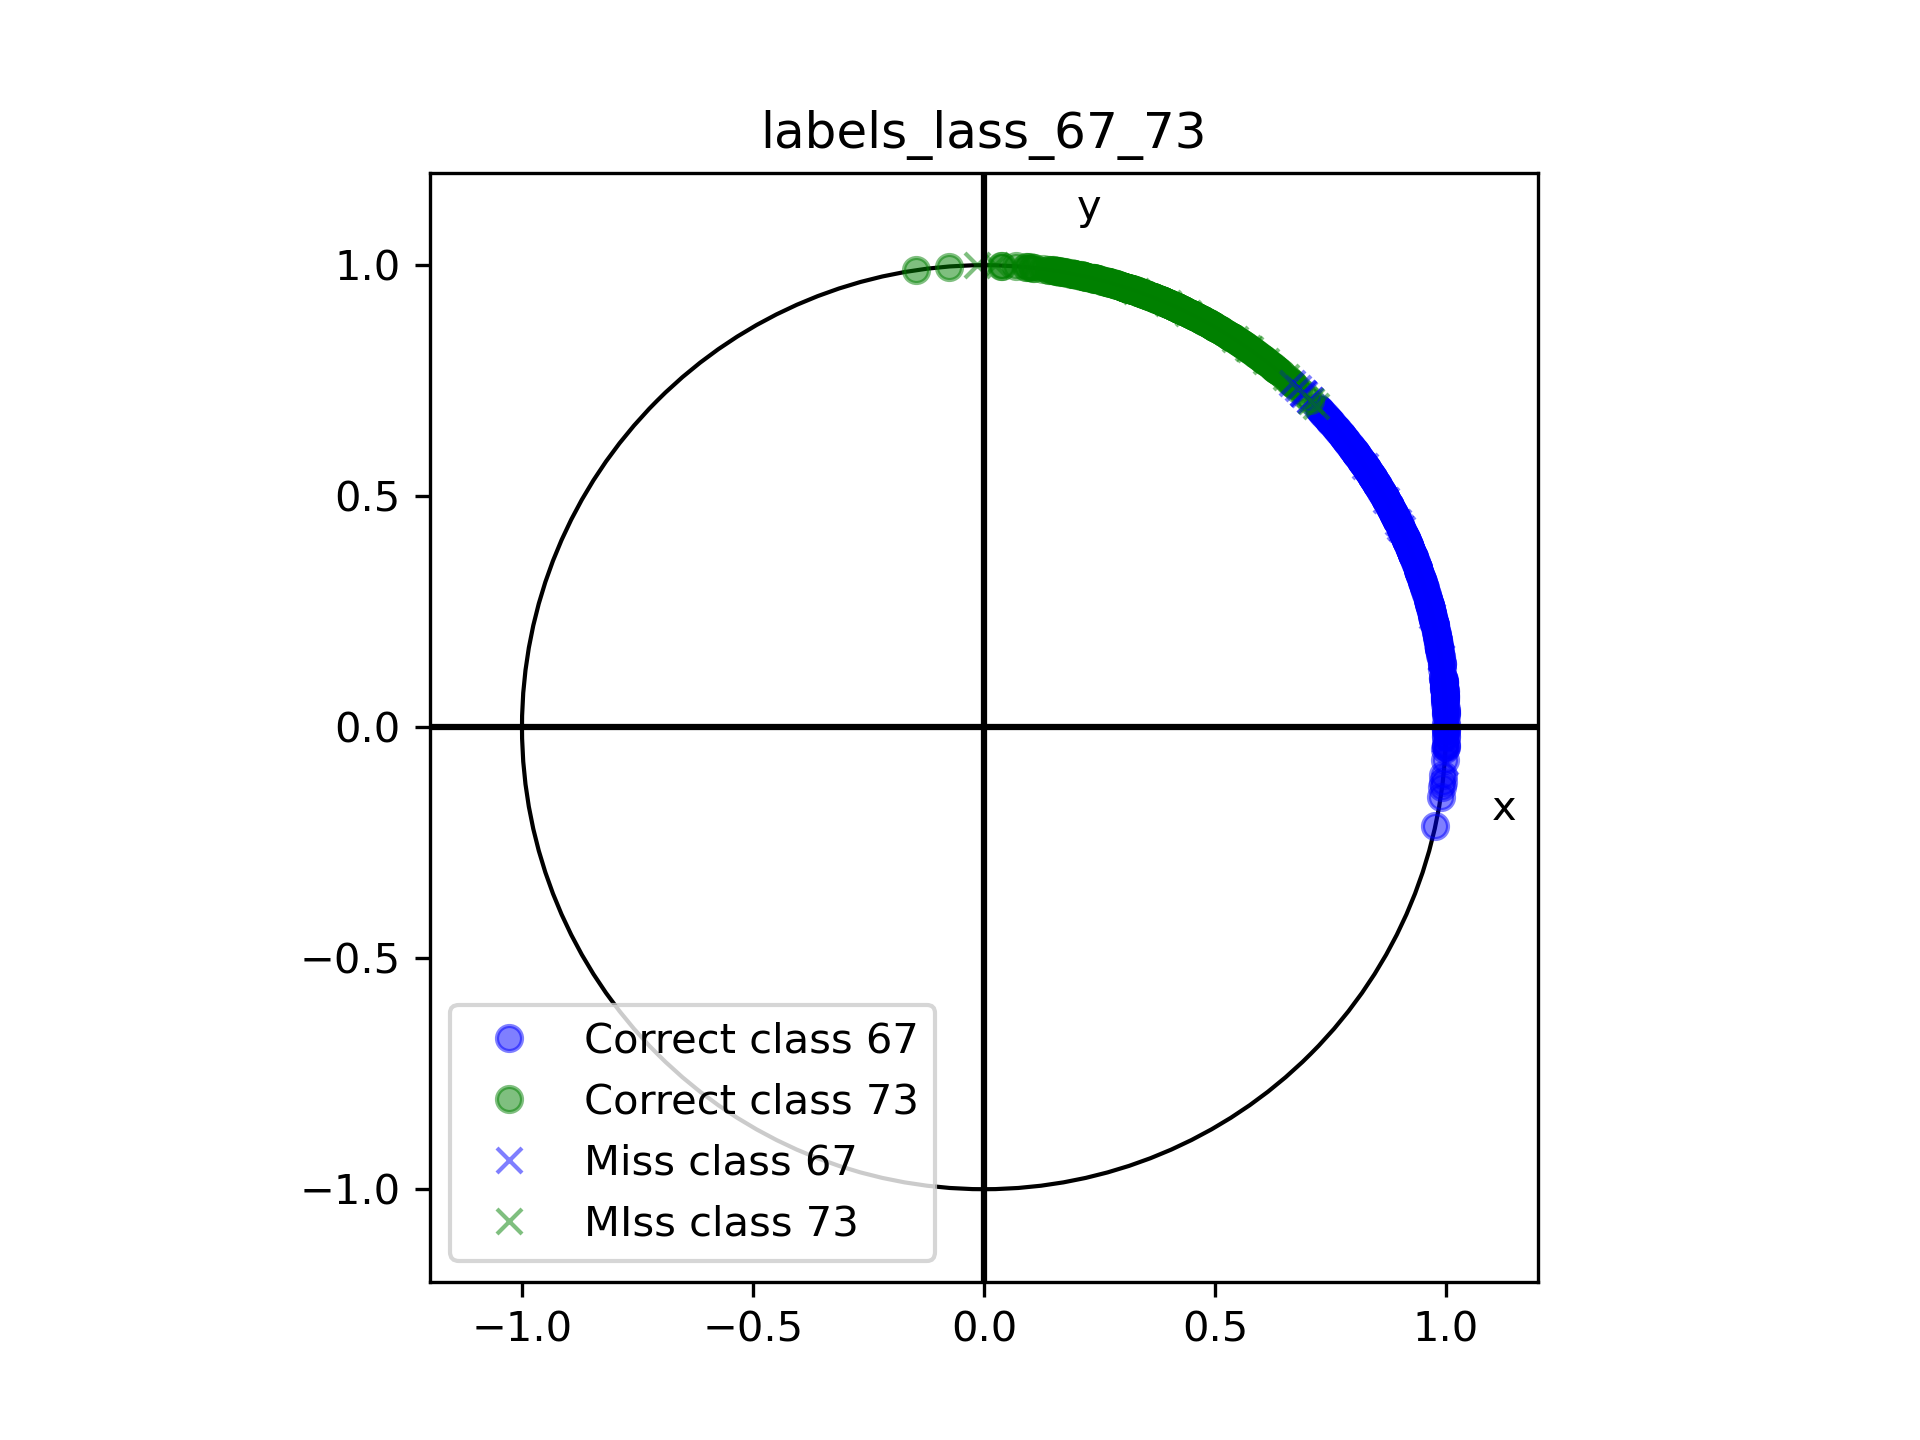 labels_lass_67_73
y
1.0
0.5
0.0
−0.5
−1.0
x
Correct class 67
Correct class 73
Miss class 67
MIss class 73
−1.0 −0.5 0.0 0.5 1.0